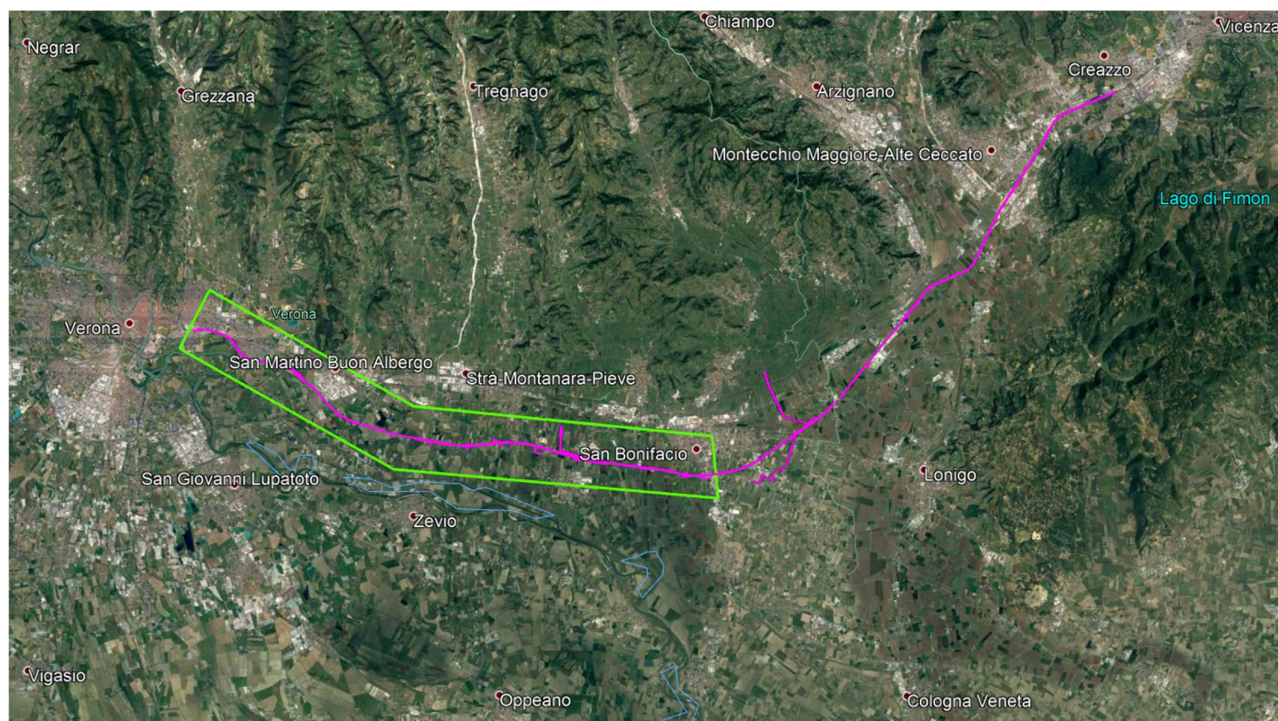 Chiampo
Vicenza
Negrar
Creazzo
Grezzana
Tregnago
Arzignano
Montecchio Maggiore-Alte Ceccato
Lago di Fimon
Verona
Verona
San Martino Buon Albergo
Strà-Montanara-Pieve
San Bonifacio
San Giovanni Lupatoto
Lonigo
Zevio
Vigasio
Oppeano
Cologna Veneta